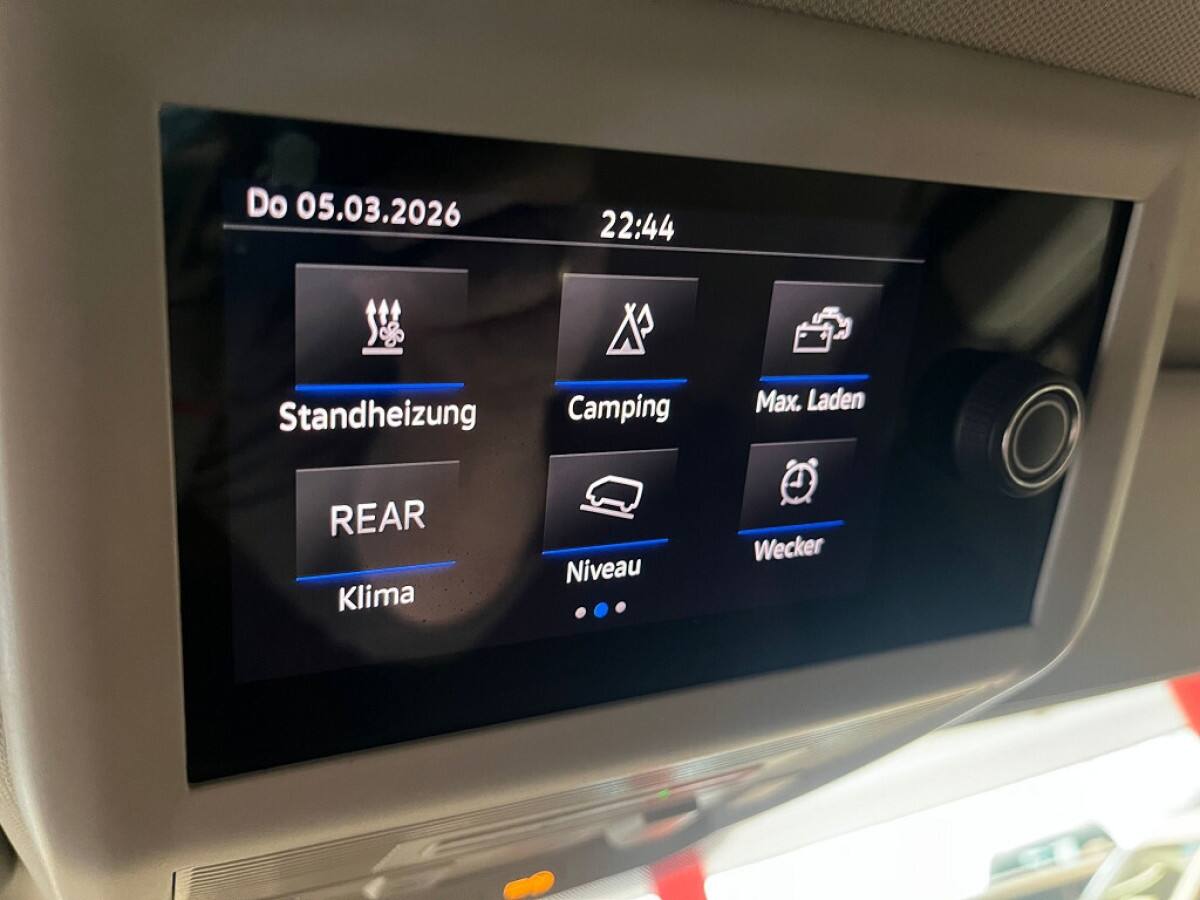 Do 05.03.2026 22:44
Standheizung Camping Max. Laden
REAR
Klima Niveau Wecker